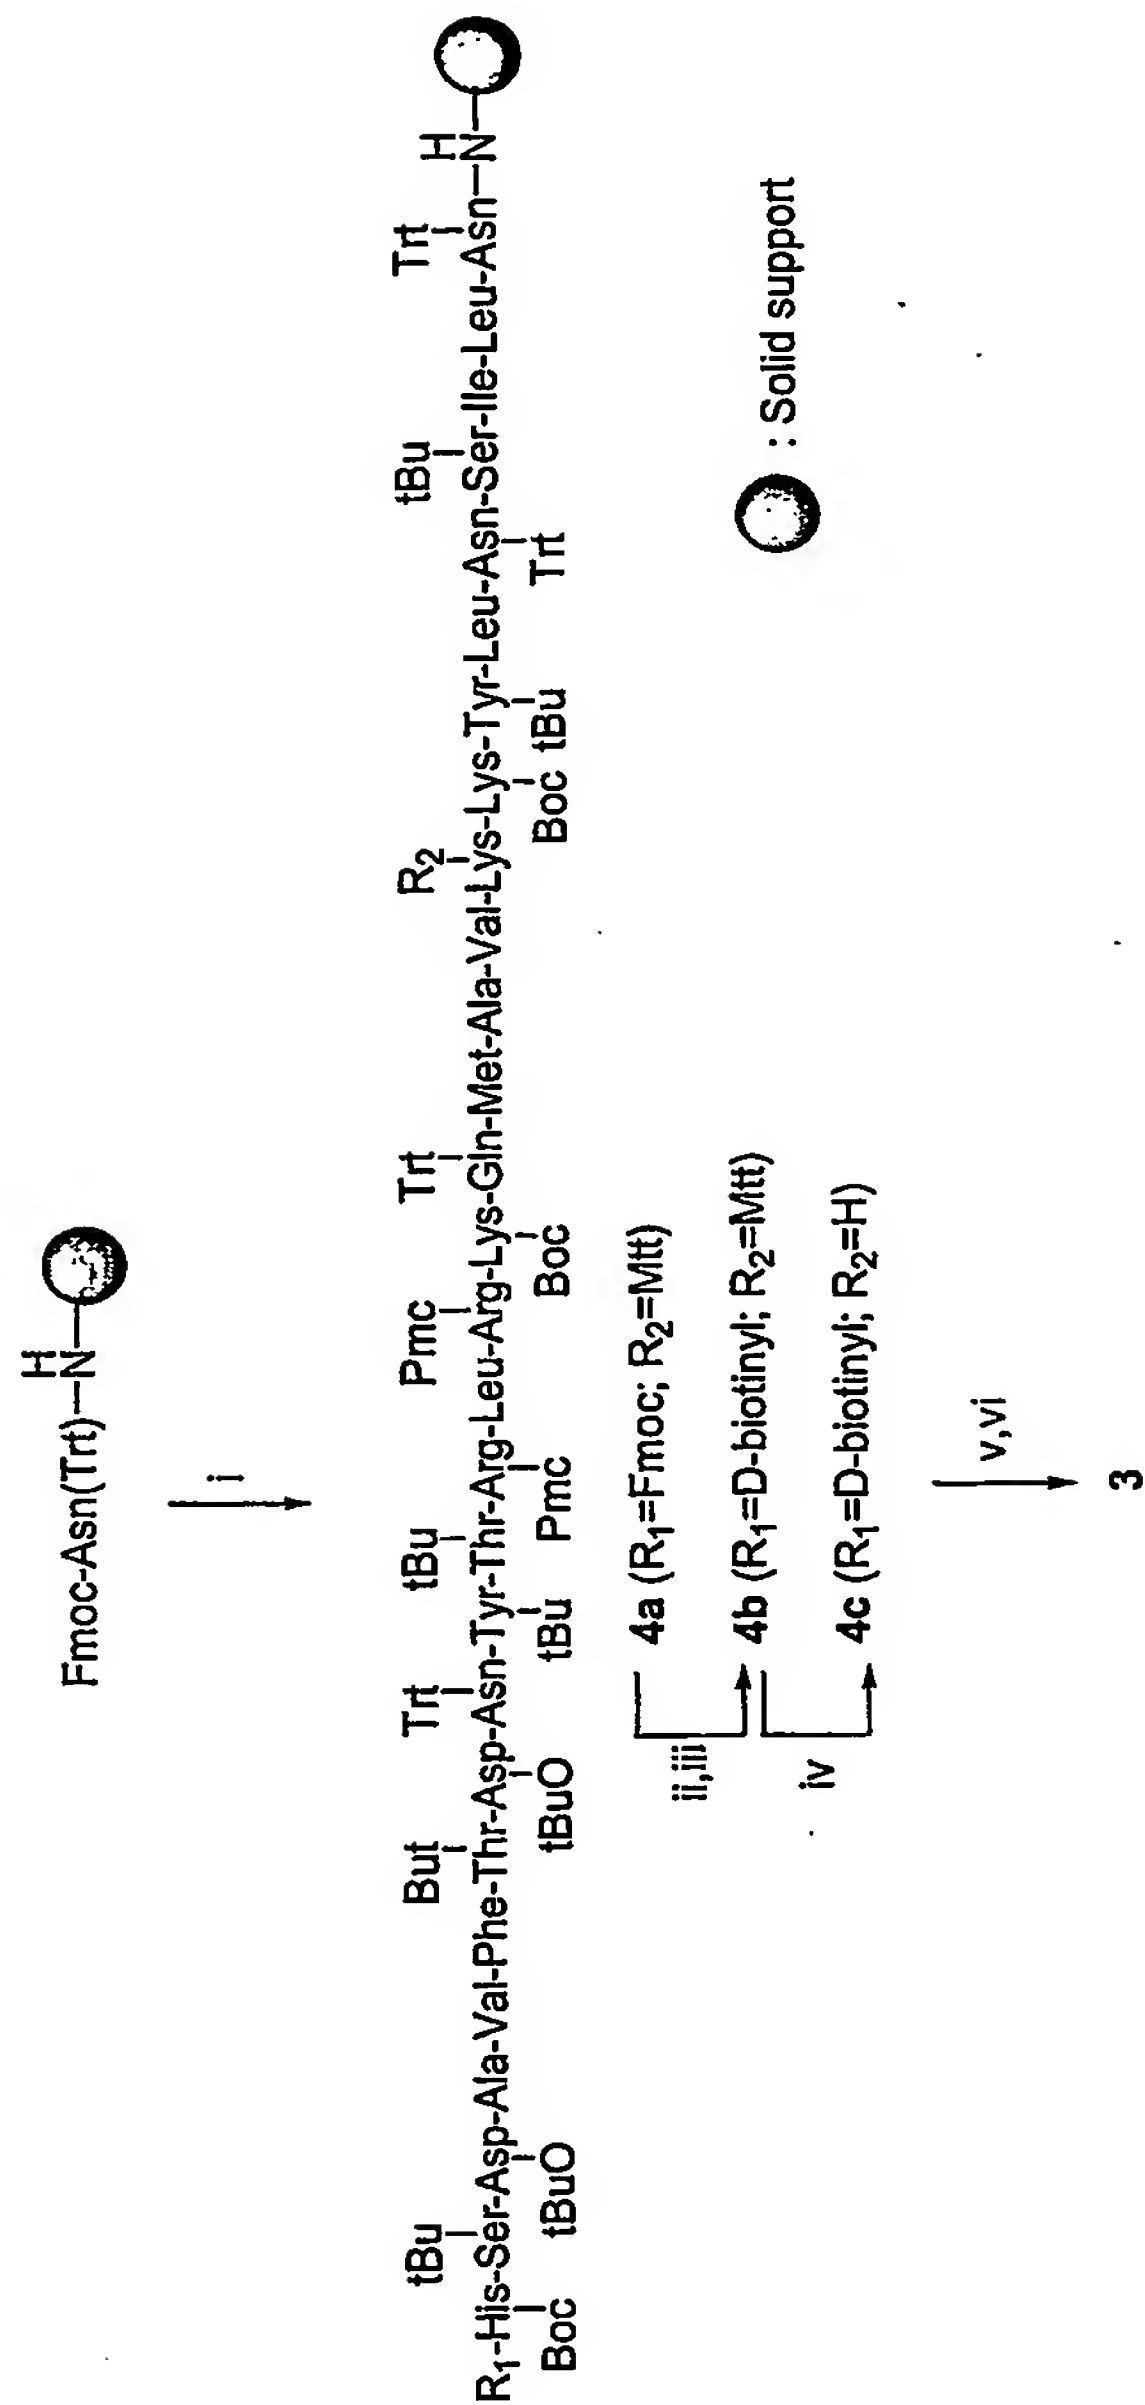 Fmoc-Asn(Trt)—N
H
i
tBu But Trt tBu Pmc Trt R₂ tBu Trt H
R₁-His-Ser-Asp-Ala-Val-Phe-Thr-Asp-Asn-Tyr-Thr-Arg-Leu-Arg-Lys-Gln-Met-Ala-Val-Lys-Lys-Tyr-Leu-Asn-Ser-Ile-Leu-Asn—N
Boc tBuO tBuO tBu Pmc Boc Boc tBu Trt
4a (R₁=Fmoc; R₂=Mtt)
ii,iii
4b (R₁=D-biotinyl; R₂=Mtt)
iv
4c (R₁=D-biotinyl; R₂=H)
: Solid support
v,vi
3